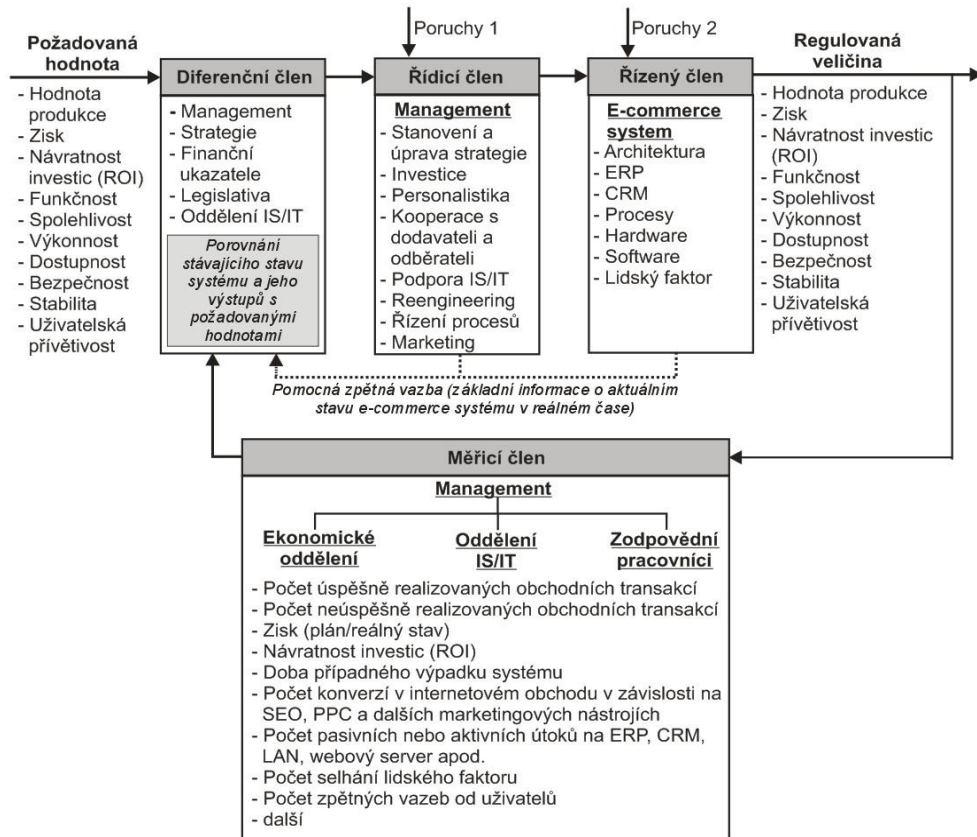 Poruchy 1
Poruchy 2
Požadovaná
hodnota
- Hodnota
produkce
- Zisk
- Návratnost
investic (ROI)
- Funkčnost
- Spolehlivost
- Výkonnost
- Dostupnost
- Bezpečnost
- Stabilita
- Uživatelská
přívětivost
Diferenční člen
- Management
- Strategie
- Finanční
ukazatele
- Legislativa
- Oddělení IS/IT
Porovnání
stávajícího stavu
systému a jeho
výstupů s
požadovanými
hodnotami
Řídicí člen
Management
- Stanovení a
úprava strategie
- Investice
- Personalistika
- Kooperace s
dodavateli a
odběrateli
- Podpora IS/IT
- Reengineering
- Řízení procesů
- Marketing
Řízený člen
E-commerce
system
- Architektura
- ERP
- CRM
- Procesy
- Hardware
- Software
- Lidský faktor
Regulovaná
veličina
- Hodnota produkce
- Zisk
- Návratnost investic
(ROI)
- Funkčnost
- Spolehlivost
- Výkonnost
- Dostupnost
- Bezpečnost
- Stabilita
- Uživatelská
přívětivost
Pomocná zpětná vazba (základní informace o aktuálním
stavu e-commerce systému v reálném čase)
Měřicí člen
Management
Ekonomické
oddělení
Oddělení
IS/IT
Zodpovědní
pracovníci
- Počet úspěšně realizovaných obchodních transakcí
- Počet neúspěšně realizovaných obchodních transakcí
- Zisk (plán/reálný stav)
- Návratnost investic (ROI)
- Doba případného výpadku systému
- Počet konverzí v internetovém obchodu v závislosti na
SEO, PPC a dalších marketingových nástrojích
- Počet pasivních nebo aktivních útoků na ERP, CRM,
LAN, webový server apod.
- Počet selhání lidského faktoru
- Počet zpětných vazeb od uživatelů
- další